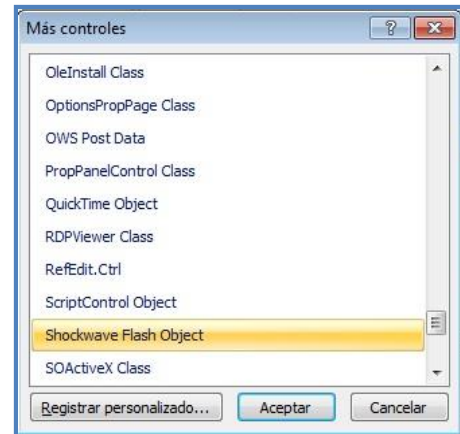 Más controles
OleInstall Class
OptionsPropPage Class
OWS Post Data
PropPanelControl Class
QuickTime Object
RDPViewer Class
RefEdit.Ctrl
ScriptControl Object
Shockwave Flash Object
SOActiveX Class
Registrar personalizado... Aceptar Cancelar